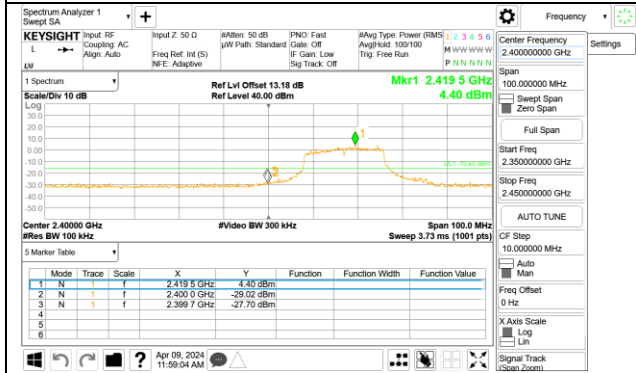 Spectrum Analyzer 1
Swept SA
+
Frequency
Settings
KEYSIGHT
L
Input: RF
Coupling: AC
Align: Auto
Input Z: 50 Ω
Freq Ref: Int (S)
NFE: Adaptive
#Atten: 50 dB
µW Path: Standard
PNO: Fast
Gate: Off
IF Gain: Low
Sig Track: Off
#Avg Type: Power (RMS
Avg|Hold: 100/100
Trig: Free Run
1 2 3 4 5 6
M W W W W W
P N N N N N
1 Spectrum
Scale/Div 10 dB
Log
Ref Lvl Offset 13.18 dB
Ref Level 40.00 dBm
Mkr1 2.419 5 GHz
4.40 dBm
30.0
20.0
10.0
0.00
-10.0
-20.0
-30.0
-40.0
-50.0
1
2
Center 2.40000 GHz
#Res BW 100 kHz
#Video BW 300 kHz
Span 100.0 MHz
Sweep 3.73 ms (1001 pts)
5 Marker Table
Mode Trace Scale X Y Function Function Width Function Value
1 N 1 f 2.419 5 GHz 4.40 dBm
2 N 1 f 2.400 0 GHz -29.02 dBm
3 N 1 f 2.399 7 GHz -27.70 dBm
4
5
6
?
Apr 09, 2024
11:59:04 AM
Center Frequency
2.400000000 GHz
Span
100.000000 MHz
Swept Span
Zero Span
Full Span
Start Freq
2.350000000 GHz
Stop Freq
2.450000000 GHz
AUTO TUNE
CF Step
10.000000 MHz
Auto
Man
Freq Offset
0 Hz
X Axis Scale
Log
Lin
Signal Track
(Span Zoom)